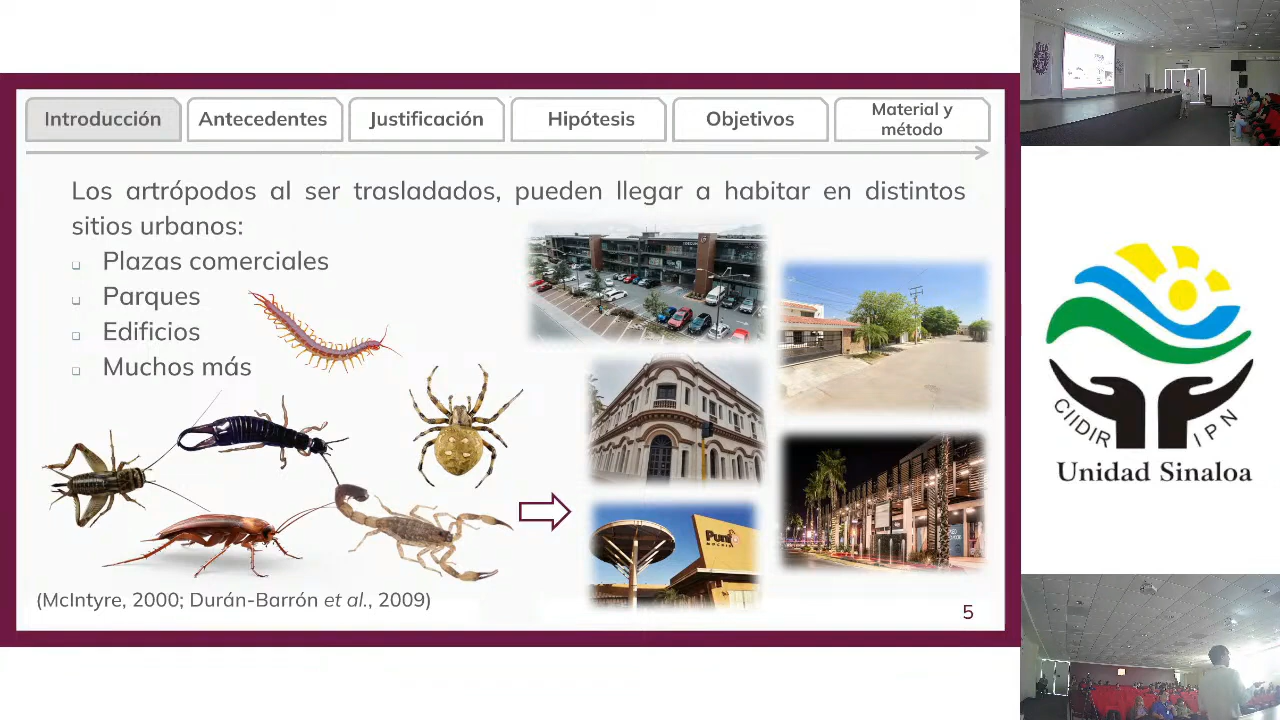 Introducción
Antecedentes
Justificación
Hipótesis
Objetivos
Material y
método
Los artrópodos al ser trasladados, pueden llegar a habitar en distintos
sitios urbanos:
Plazas comerciales
Parques
Edificios
Muchos más
(McIntyre, 2000; Durán-Barrón et al., 2009)
5
CIIDIR IPN
Unidad Sinaloa